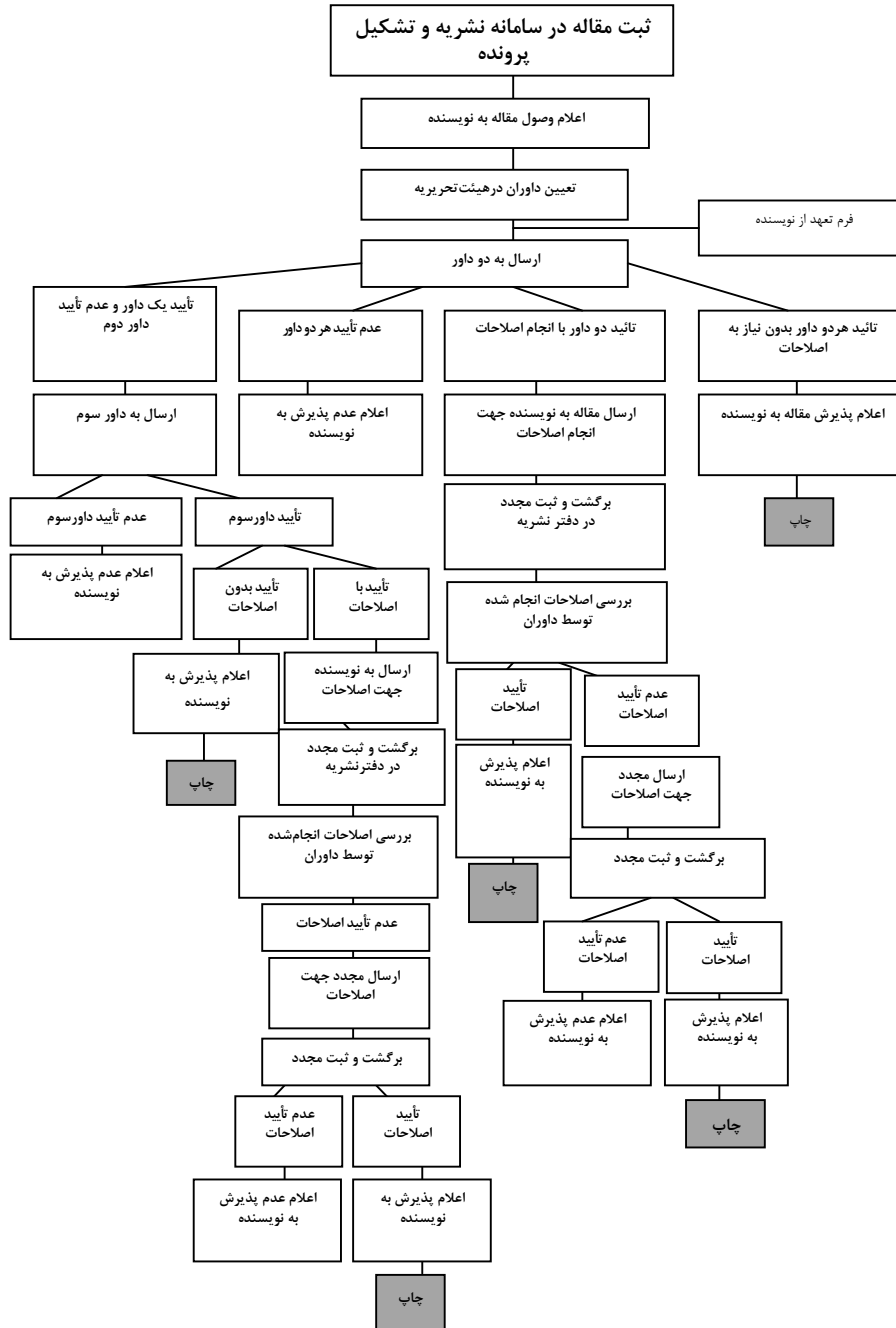 ثبت مقاله در سامانه نشریه و تشکیل
پرونده
اعلام وصول مقاله به نویسنده
تعیین داوران درهیئت‌تحریریه
فرم تعهد از نویسنده
ارسال به دو داور
تائید هردو داور بدون نیاز به
اصلاحات
تائید دو داور با انجام اصلاحات
عدم تأیید هر دو داور
تأیید یک داور و عدم تأیید
داور دوم
اعلام پذیرش مقاله به نویسنده
ارسال مقاله به نویسنده جهت
انجام اصلاحات
اعلام عدم پذیرش به
نویسنده
ارسال به داور سوم
چاپ
برگشت و ثبت مجدد
در دفتر نشریه
تأیید داورسوم
عدم تأیید داورسوم
بررسی اصلاحات انجام شده
توسط داوران
تأیید با
اصلاحات
تأیید بدون
اصلاحات
اعلام عدم پذیرش به
نویسنده
عدم تأیید
اصلاحات
تأیید
اصلاحات
ارسال به نویسنده
جهت اصلاحات
اعلام پذیرش به
نویسنده
ارسال مجدد
جهت اصلاحات
اعلام پذیرش
به نویسنده
برگشت و ثبت مجدد
در دفترنشریه
چاپ
برگشت و ثبت مجدد
چاپ
بررسی اصلاحات انجام‌شده
توسط داوران
تأیید
اصلاحات
عدم تأیید
اصلاحات
عدم تأیید اصلاحات
اعلام پذیرش
به نویسنده
اعلام عدم پذیرش
به نویسنده
ارسال مجدد جهت
اصلاحات
چاپ
برگشت و ثبت مجدد
تأیید
اصلاحات
عدم تأیید
اصلاحات
اعلام پذیرش به
نویسنده
اعلام عدم پذیرش
به نویسنده
چاپ